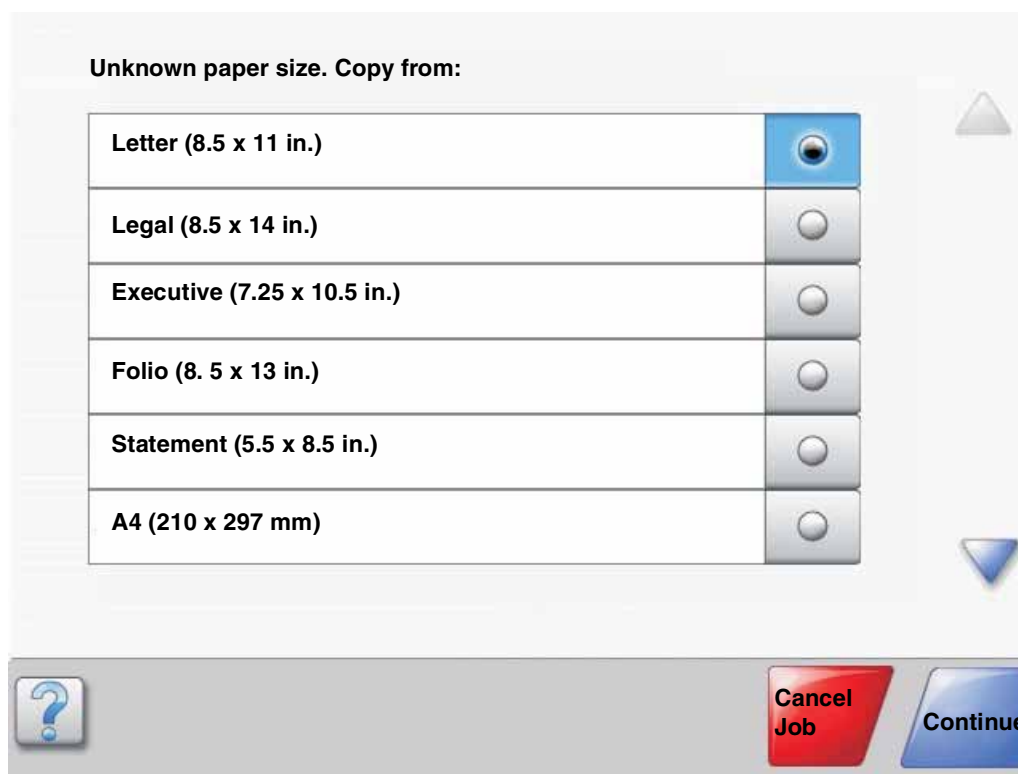 Unknown paper size. Copy from:
Letter (8.5 x 11 in.)
Legal (8.5 x 14 in.)
Executive (7.25 x 10.5 in.)
Folio (8. 5 x 13 in.)
Statement (5.5 x 8.5 in.)
A4 (210 x 297 mm)
?
Cancel
Job
Continue